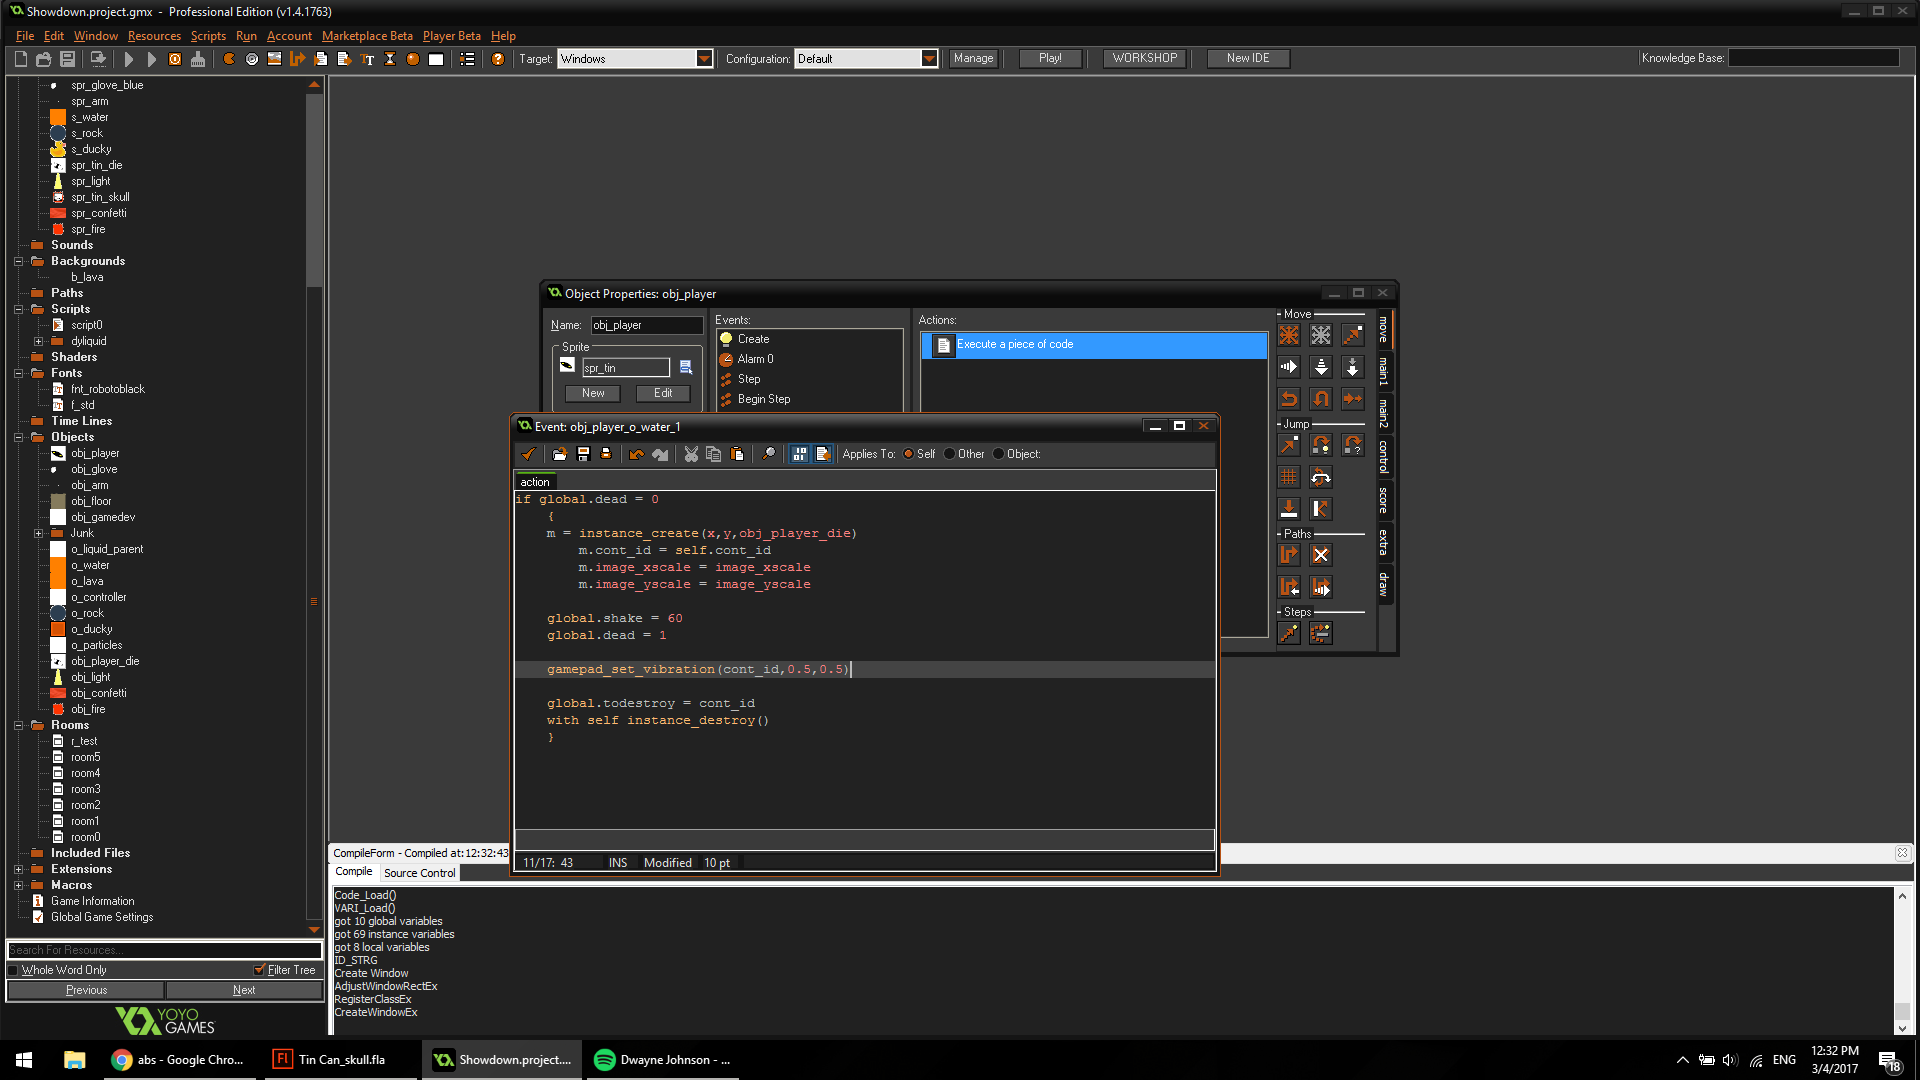 Showdown.project.gmx - Professional Edition (v1.4.1763)
File Edit Window Resources Scripts Run Account Marketplace Beta Player Beta Help
Target: Windows Configuration: Default Manage Play! WORKSHOP New IDE Knowledge Base:
spr_glove_blue
spr_arm
s_water
s_rock
s_ducky
spr_tin_die
spr_light
spr_tin_skull
spr_confetti
spr_fire
Sounds
Backgrounds
b_lava
Paths
Scripts
script0
dyliquid
Shaders
Fonts
fnt_robotoblack
f_std
Time Lines
Objects
obj_player
obj_glove
obj_arm
obj_floor
obj_gamedev
Junk
o_liquid_parent
o_water
o_lava
o_controller
o_rock
o_ducky
o_particles
obj_player_die
obj_light
obj_confetti
obj_fire
Rooms
r_test
room5
room4
room3
room2
room1
room0
Included Files
Extensions
Macros
Game Information
Global Game Settings
Search For Resources...
Whole Word Only Filter Tree
Previous Next
YOYO
GAMES
Object Properties: obj_player
Name: obj_player
Sprite
spr_tin
New Edit
Events:
Create
Alarm 0
Step
Begin Step
Actions:
Execute a piece of code
Move
Jump
Paths
Steps
move
main1
main2
control
score
extra
draw
Event: obj_player_o_water_1
Applies To: Self Other Object:
action
if global.dead = 0
{
m = instance_create(x,y,obj_player_die)
m.cont_id = self.cont_id
m.image_xscale = image_xscale
m.image_yscale = image_yscale
global.shake = 60
global.dead = 1
gamepad_set_vibration(cont_id,0.5,0.5)
global.todestroy = cont_id
with self instance_destroy()
}
11/17: 43 INS Modified 10 pt
CompileForm - Compiled at:12:32:43
Compile Source Control
Code_Load()
VARI_Load()
got 10 global variables
got 69 instance variables
got 8 local variables
ID_STRG
Create Window
AdjustWindowRectEx
RegisterClassEx
CreateWindowEx
abs - Google Chro... Tin Can_skull.fla Showdown.project.... Dwayne Johnson - ...
ENG
12:32 PM
3/4/2017
18